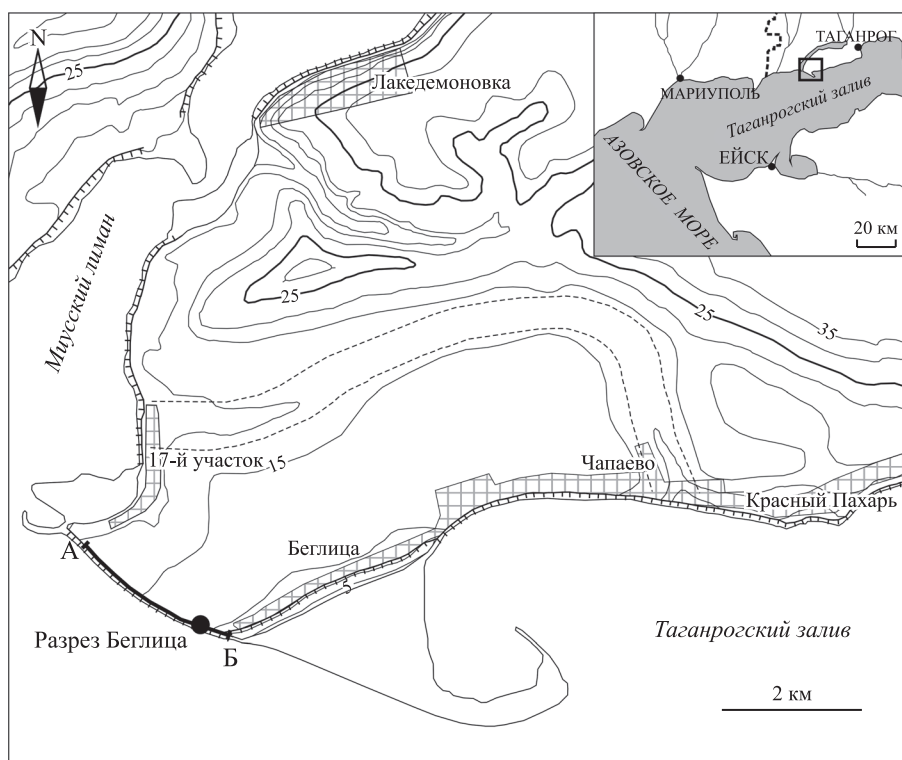 N
25
Лакедемоновка
ТАГАНРОГ
МАРИУПОЛЬ
Таганрогский залив
ЕЙСК
АЗОВСКОЕ МОРЕ
20 км
Миусский лиман
25
25
35
17-й участок
15
Чапаево
Красный Пахарь
А
Беглица
5
Разрез Беглица
Б
Таганрогский залив
2 км